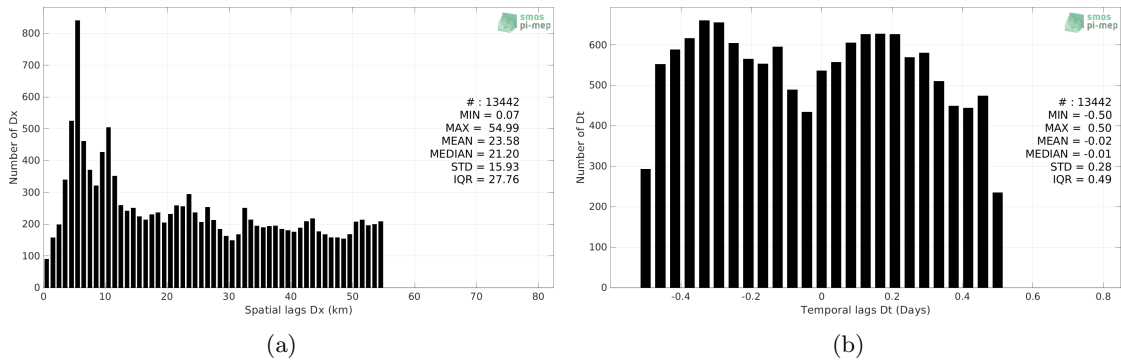 800
700
600
500
400
300
200
100
0
Number of Dx
smos
pi-mep
# : 13442
MIN = 0.07
MAX = 54.99
MEAN = 23.58
MEDIAN = 21.20
STD = 15.93
IQR = 27.76
0 10 20 30 40 50 60 70 80
Spatial lags Dx (km)
(a)
600
500
400
300
200
100
0
Number of Dt
smos
pi-mep
# : 13442
MIN = -0.50
MAX = 0.50
MEAN = -0.02
MEDIAN = -0.01
STD = 0.28
IQR = 0.49
-0.4 -0.2 0 0.2 0.4 0.6 0.8
Temporal lags Dt (Days)
(b)